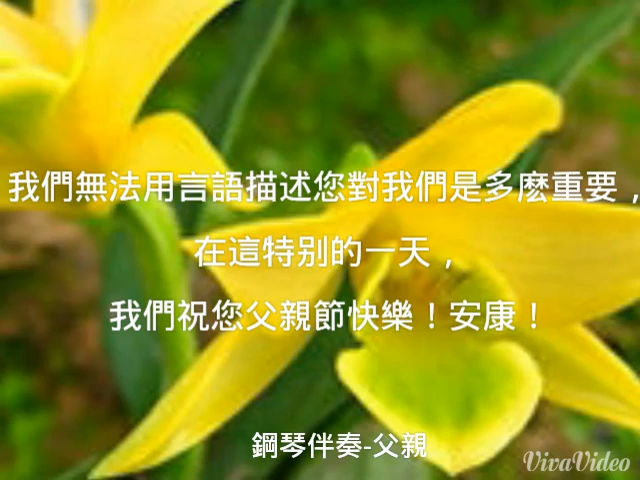 我們無法用言語描述您對我們是多麽重要，
在這特别的一天，
我們祝您父親節快樂！安康！
鋼琴伴奏-父親
VivaVideo